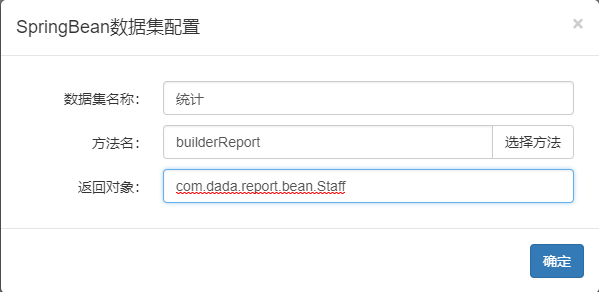 SpringBean数据集配置 ×
数据集名称： 统计
方法名： builderReport 选择方法
返回对象： com.dada.report.bean.Staff
确定